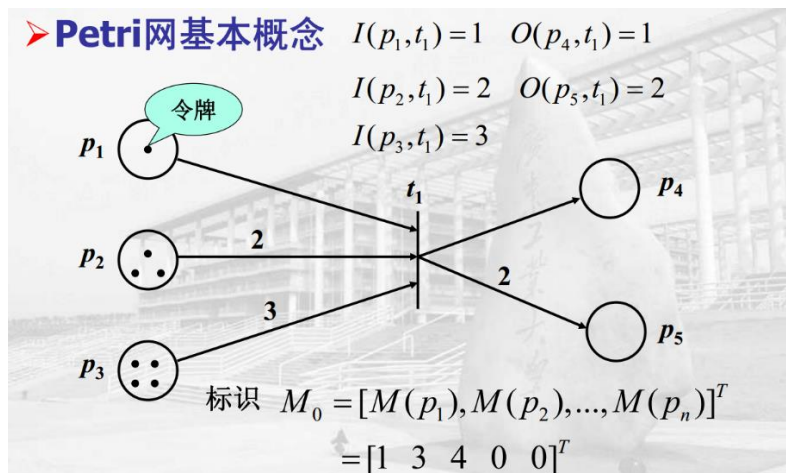 ➢Petri网基本概念 I(p₁,t₁)=1 O(p₄,t₁)=1
I(p₂,t₁)=2 O(p₅,t₁)=2
令牌
I(p₃,t₁)=3
p₁
t₁
p₄
2
p₂
2
3
p₅
p₃
标识 M₀=[M(p₁),M(p₂),...,M(pₙ)]ᵀ
=[1 3 4 0 0]ᵀ